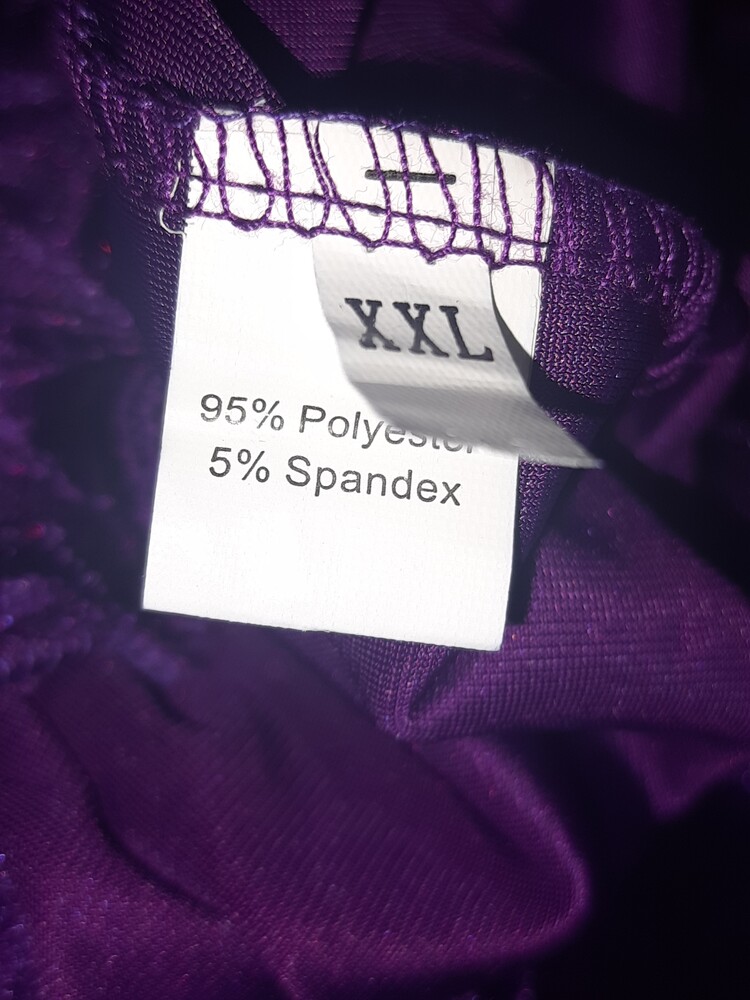 XXL
95% Polyester
5% Spandex